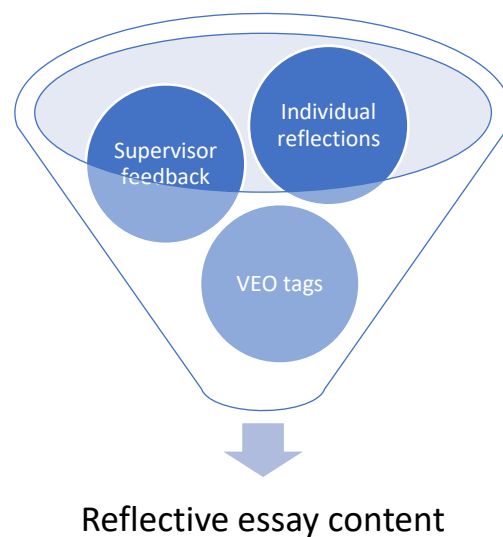 Individual
reflections
Supervisor
feedback
VEO tags
Reflective essay content